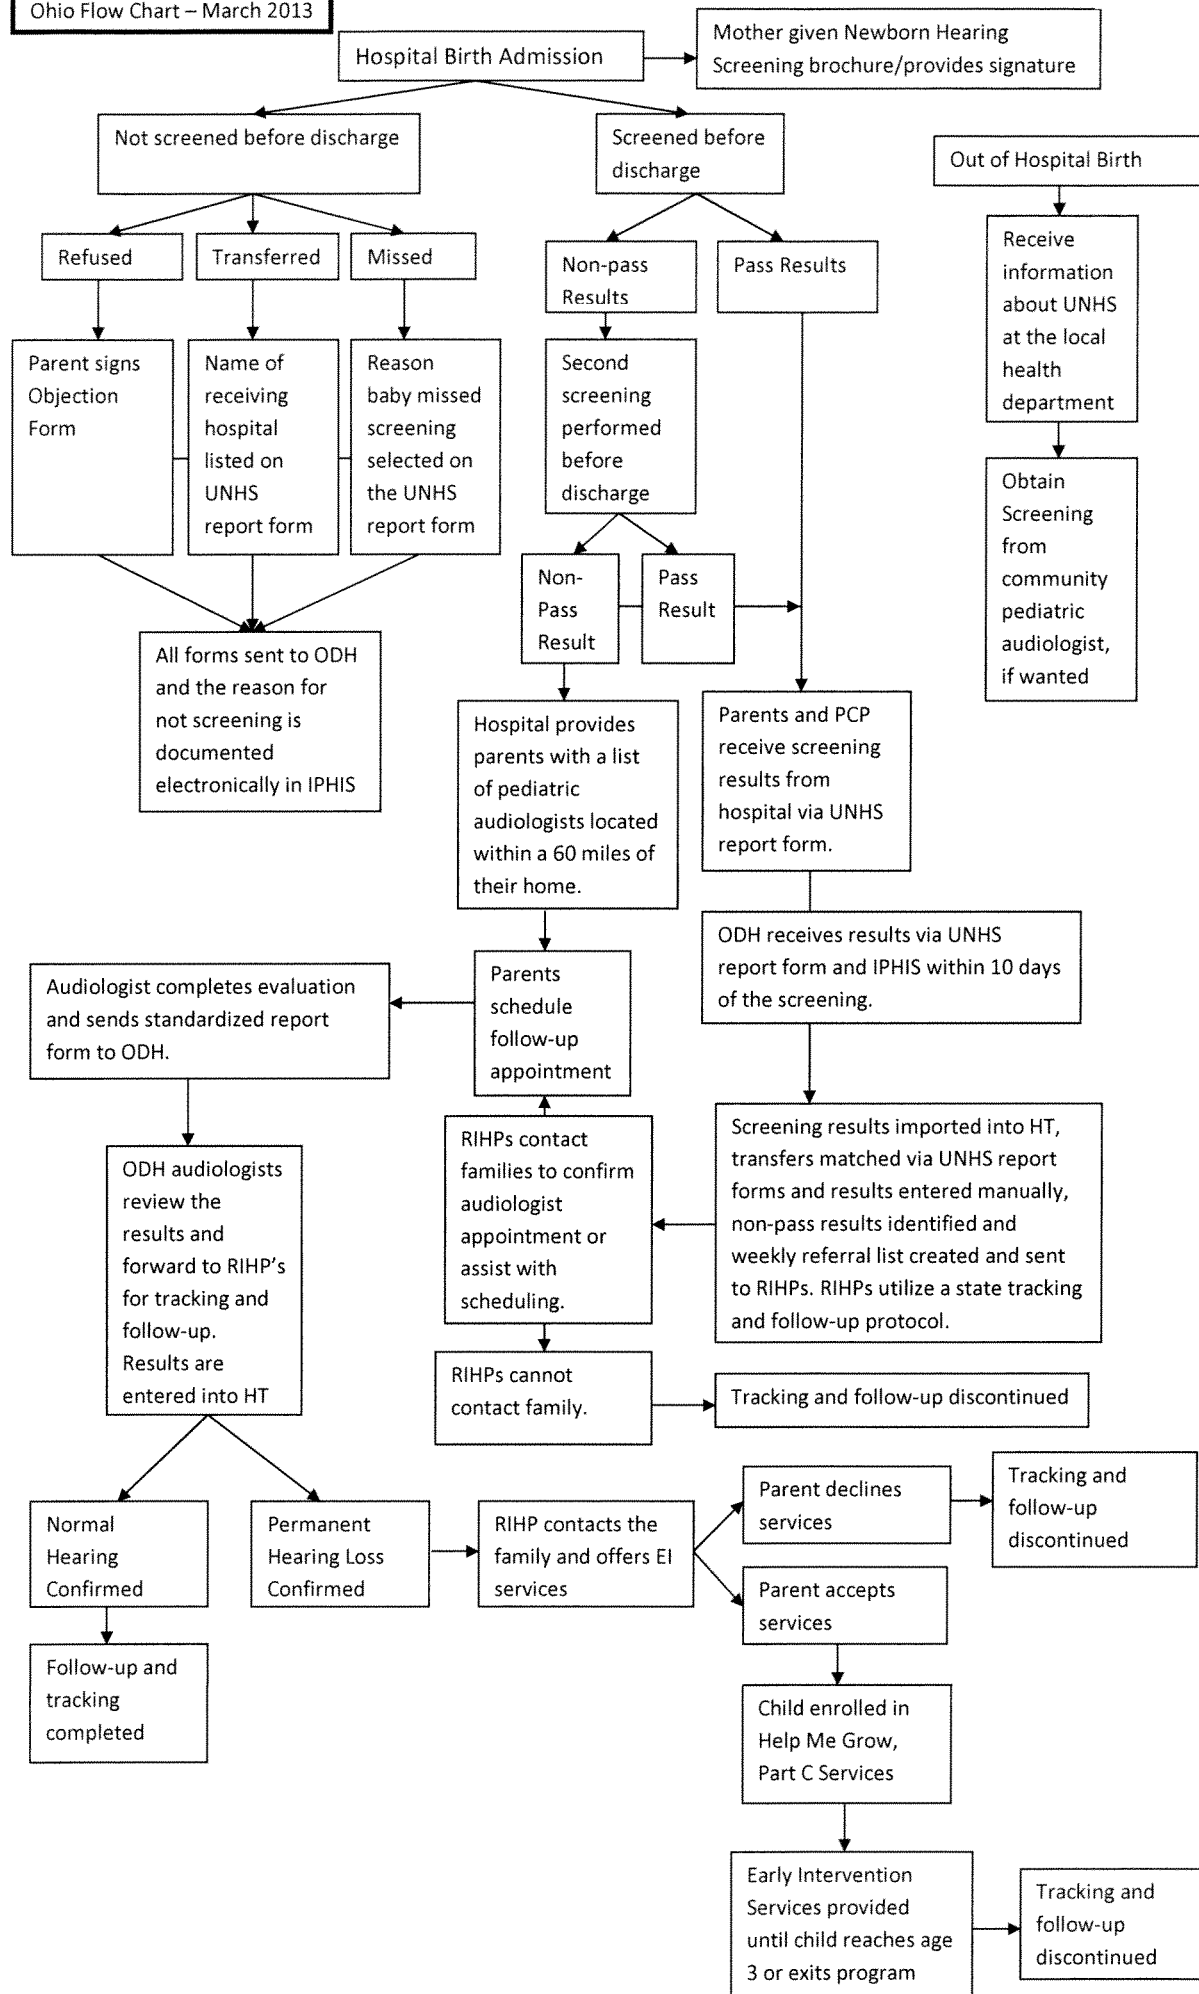 Ohio Flow Chart – March 2013
Hospital Birth Admission
Mother given Newborn Hearing
Screening brochure/provides signature
Not screened before discharge
Screened before
discharge
Out of Hospital Birth
Refused
Transferred
Missed
Non-pass
Results
Pass Results
Receive
information
about UNHS
at the local
health
department
Parent signs
Objection
Form
Name of
receiving
hospital
listed on
UNHS
report form
Reason
baby missed
screening
selected on
the UNHS
report form
Second
screening
performed
before
discharge
Obtain
Screening
from
community
pediatric
audiologist,
if wanted
Non-
Pass
Result
Pass
Result
All forms sent to ODH
and the reason for
not screening is
documented
electronically in IPHIS
Hospital provides
parents with a list
of pediatric
audiologists located
within a 60 miles of
their home.
Parents and PCP
receive screening
results from
hospital via UNHS
report form.
ODH receives results via UNHS
report form and IPHIS within 10 days
of the screening.
Audiologist completes evaluation
and sends standardized report
form to ODH.
Parents
schedule
follow-up
appointment
ODH audiologists
review the
results and
forward to RIHP's
for tracking and
follow-up.
Results are
entered into HT
RIHPs contact
families to confirm
audiologist
appointment or
assist with
scheduling.
Screening results imported into HT,
transfers matched via UNHS report
forms and results entered manually,
non-pass results identified and
weekly referral list created and sent
to RIHPs. RIHPs utilize a state tracking
and follow-up protocol.
RIHPs cannot
contact family.
Tracking and follow-up discontinued
Normal
Hearing
Confirmed
Permanent
Hearing Loss
Confirmed
RIHP contacts the
family and offers EI
services
Parent declines
services
Tracking and
follow-up
discontinued
Parent accepts
services
Follow-up and
tracking
completed
Child enrolled in
Help Me Grow,
Part C Services
Early Intervention
Services provided
until child reaches age
3 or exits program
Tracking and
follow-up
discontinued